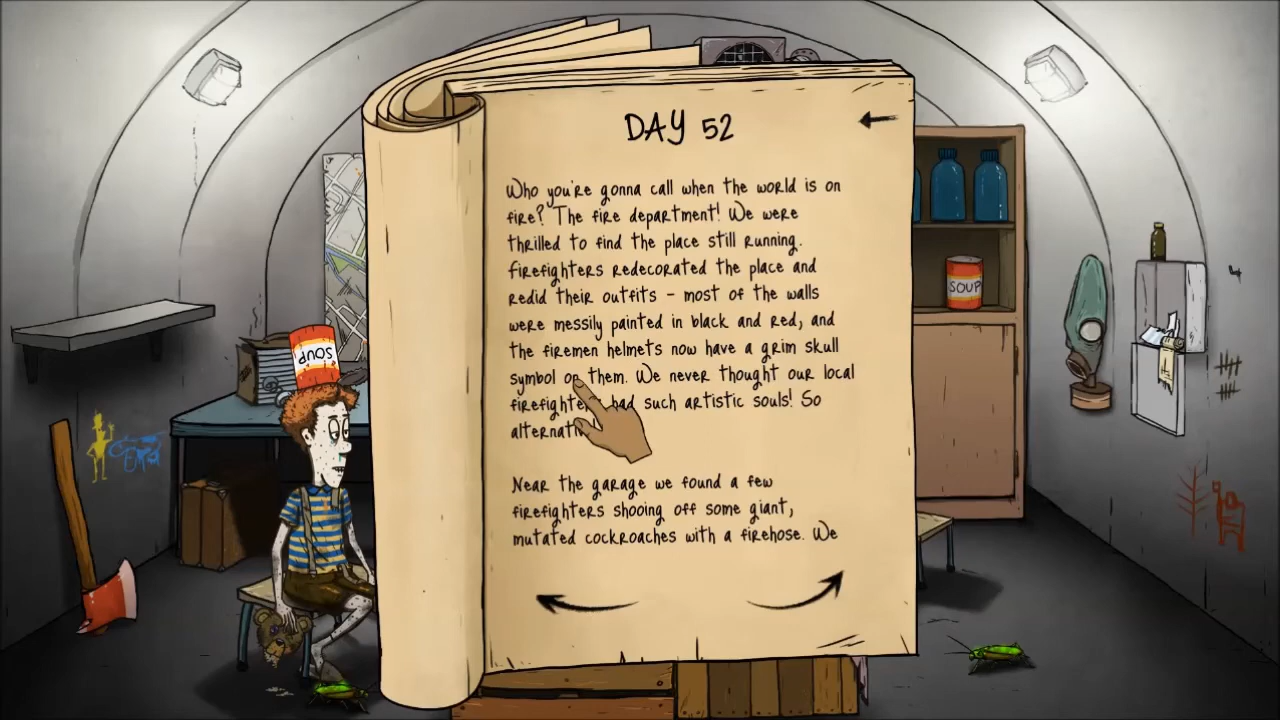 DAY 52
Who you're gonna call when the world is on
fire? The fire department! We were
thrilled to find the place still running.
Firefighters redecorated the place and
redid their outfits - most of the walls
were messily painted in black and red, and
the firemen helmets now have a grim skull
symbol on them. We never thought our local
firefighters had such artistic souls! So
Near the garage we found a few
firefighters shooing off some giant,
mutated cockroaches with a firehose. We
SOUP
SOUP